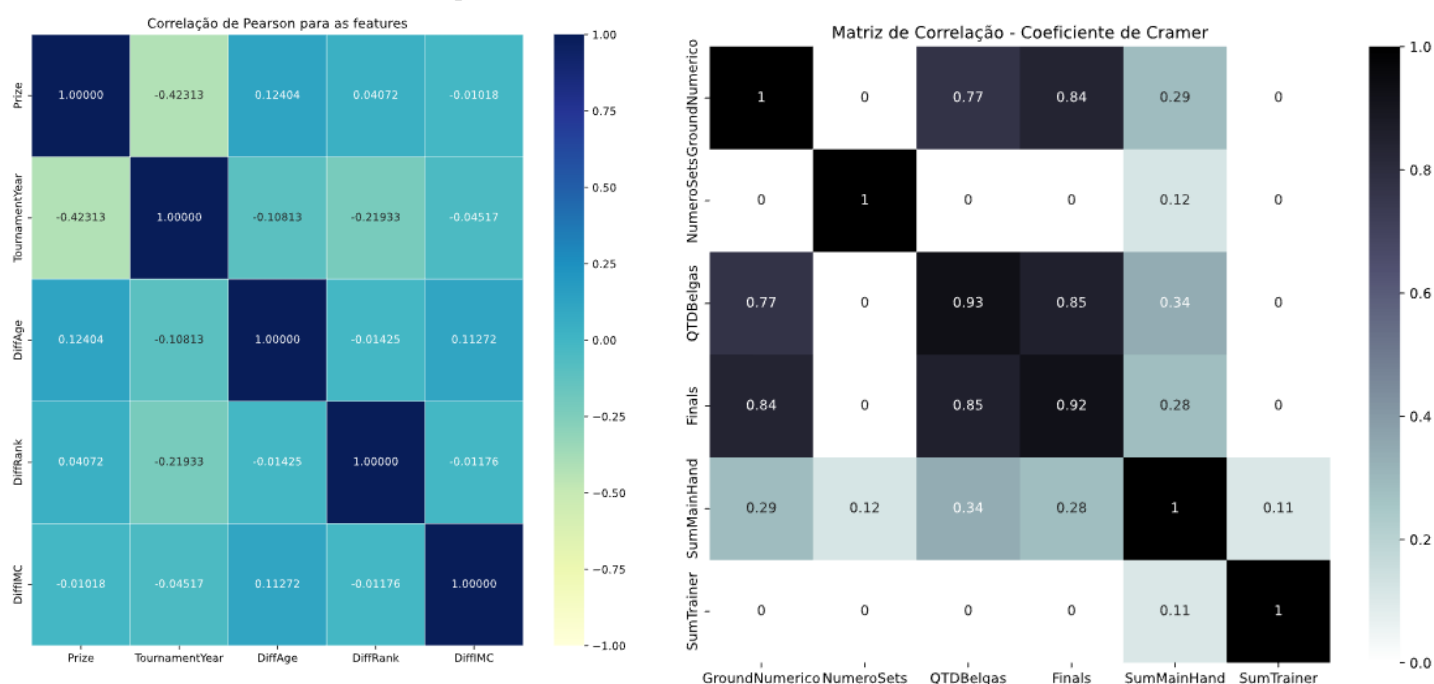 Correlação de Pearson para as features
Prize
1.00000 -0.42313 0.12404 0.04072 -0.01018
TournamentYear
-0.42313 1.00000 -0.10813 -0.21933 -0.04517
DiffAge
0.12404 -0.10813 1.00000 -0.01425 0.11272
DiffRank
0.04072 -0.21933 -0.01425 1.00000 -0.01176
DiffIMC
-0.01018 -0.04517 0.11272 -0.01176 1.00000
Prize TournamentYear DiffAge DiffRank DiffIMC
1.00
0.75
0.50
0.25
0.00
−0.25
−0.50
−0.75
−1.00
Matriz de Correlação - Coeficiente de Cramer
GroundNumerico
1 0 0.77 0.84 0.29 0
NumeroSets
0 1 0 0 0.12 0
QTDBelgas
0.77 0 0.93 0.85 0.34 0
Finals
0.84 0 0.85 0.92 0.28 0
SumMainHand
0.29 0.12 0.34 0.28 1 0.11
SumTrainer
0 0 0 0 0.11 1
GroundNumerico NumeroSets QTDBelgas Finals SumMainHand SumTrainer
1.0
0.8
0.6
0.4
0.2
0.0